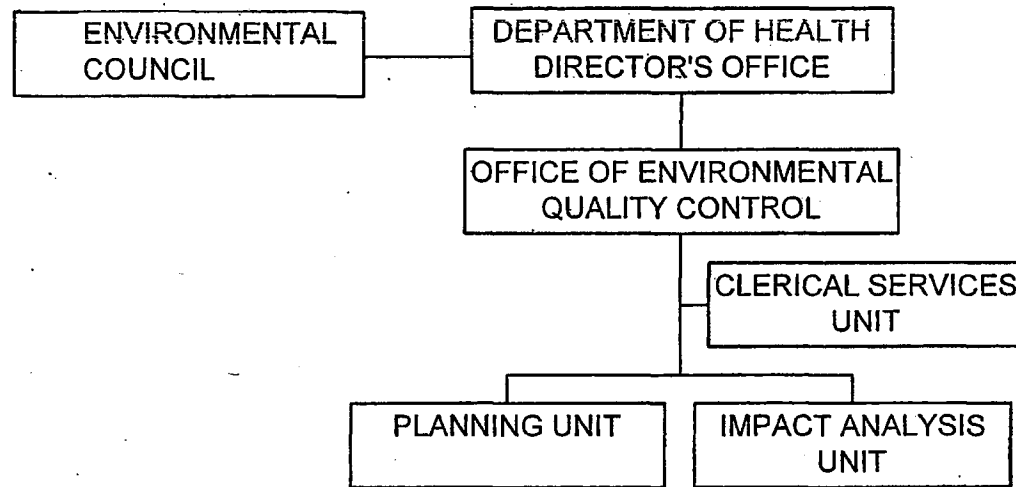 ENVIRONMENTAL
COUNCIL
DEPARTMENT OF HEALTH
DIRECTOR'S OFFICE
OFFICE OF ENVIRONMENTAL
QUALITY CONTROL
CLERICAL SERVICES
UNIT
PLANNING UNIT
IMPACT ANALYSIS
UNIT